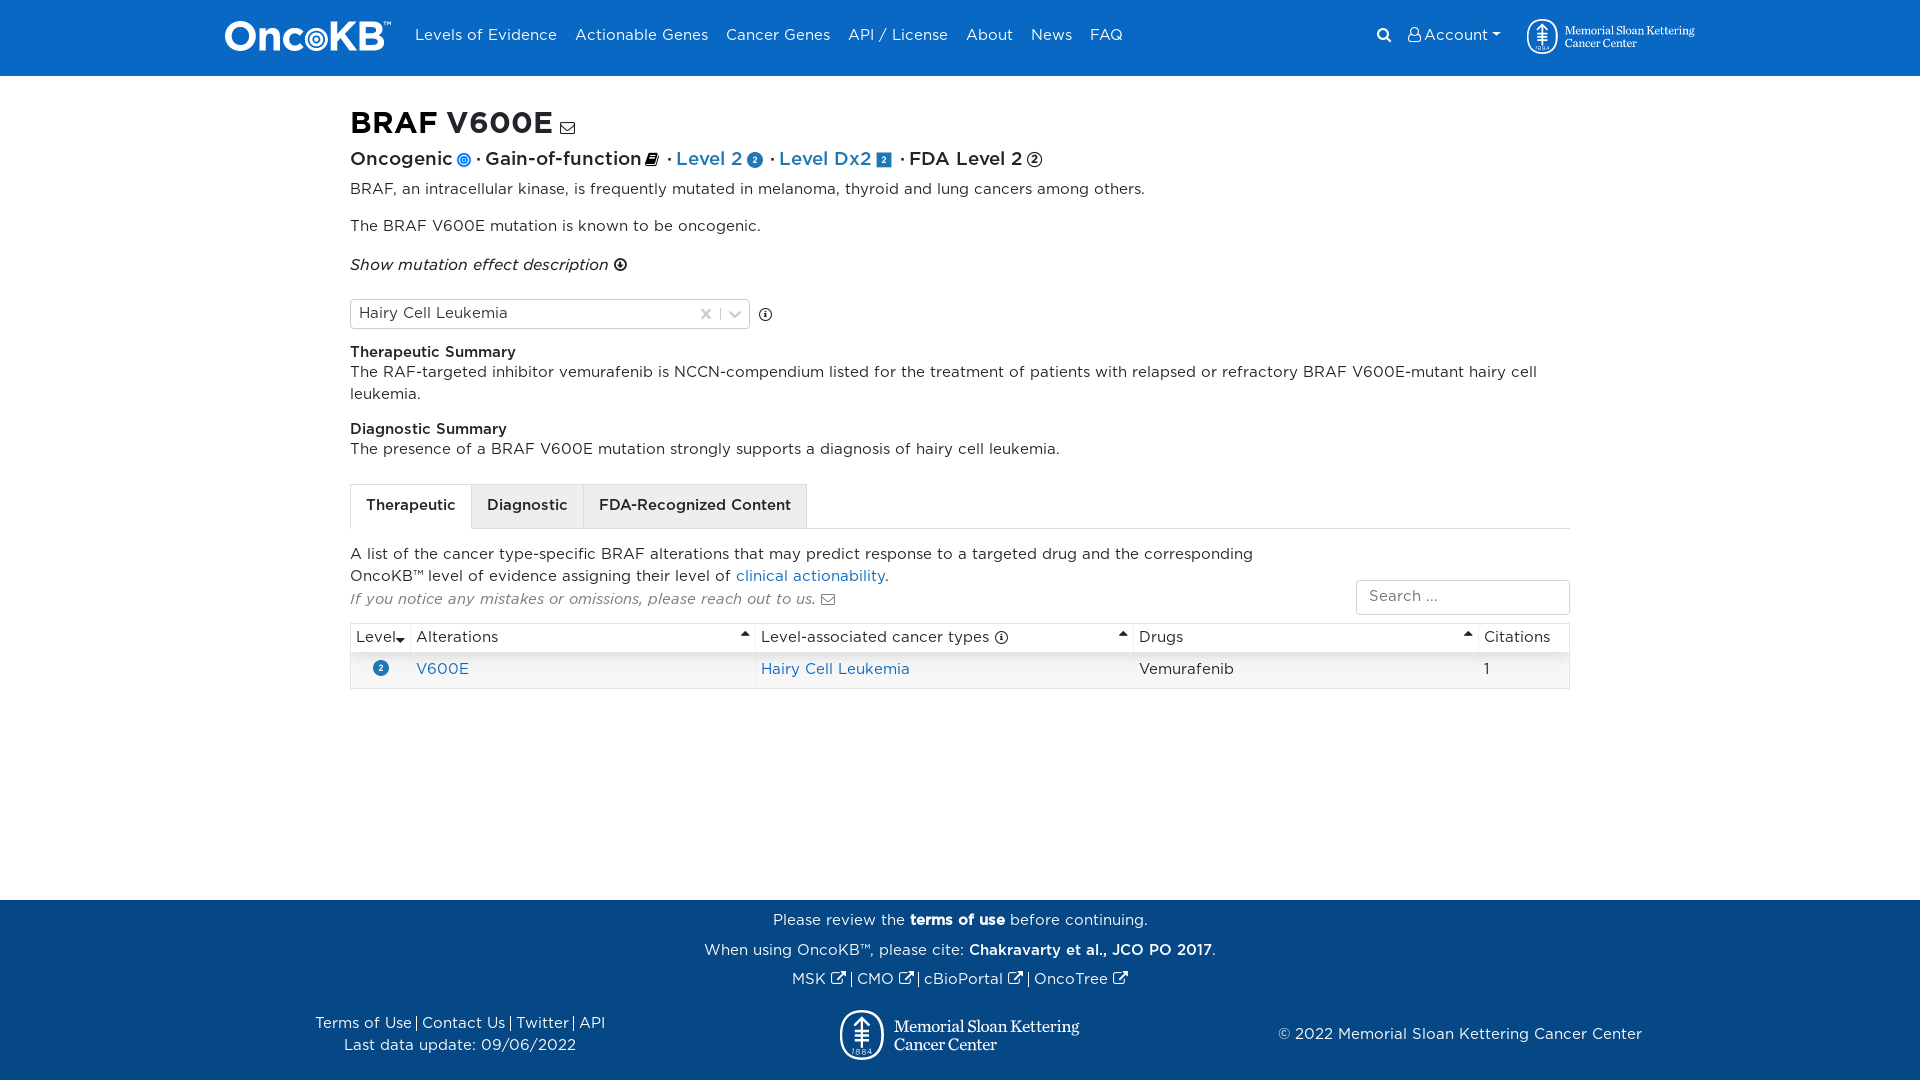 OncoKB™ Levels of Evidence Actionable Genes Cancer Genes API / License About News FAQ Account Memorial Sloan Kettering
Cancer Center
BRAF V600E
Oncogenic · Gain-of-function · Level 2 2 · Level Dx2 2 · FDA Level 2 2
BRAF, an intracellular kinase, is frequently mutated in melanoma, thyroid and lung cancers among others.
The BRAF V600E mutation is known to be oncogenic.
Show mutation effect description
Hairy Cell Leukemia
Therapeutic Summary
The RAF-targeted inhibitor vemurafenib is NCCN-compendium listed for the treatment of patients with relapsed or refractory BRAF V600E-mutant hairy cell
leukemia.
Diagnostic Summary
The presence of a BRAF V600E mutation strongly supports a diagnosis of hairy cell leukemia.
Therapeutic Diagnostic FDA-Recognized Content
A list of the cancer type-specific BRAF alterations that may predict response to a targeted drug and the corresponding
OncoKB™ level of evidence assigning their level of clinical actionability.
If you notice any mistakes or omissions, please reach out to us.
Search ...
Level Alterations Level-associated cancer types Drugs Citations
2 V600E Hairy Cell Leukemia Vemurafenib 1
Please review the terms of use before continuing.
When using OncoKB™, please cite: Chakravarty et al., JCO PO 2017.
MSK | CMO | cBioPortal | OncoTree
Terms of Use | Contact Us | Twitter | API
Last data update: 09/06/2022
1884
Memorial Sloan Kettering
Cancer Center
© 2022 Memorial Sloan Kettering Cancer Center